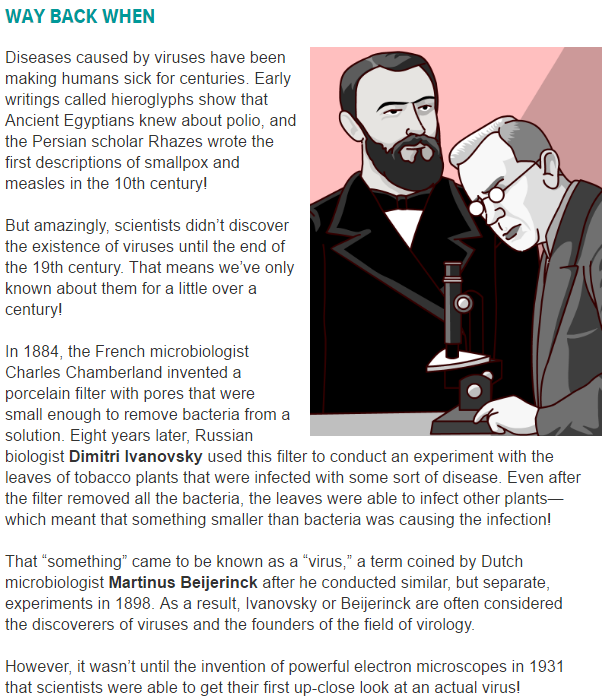 WAY BACK WHEN
Diseases caused by viruses have been
making humans sick for centuries. Early
writings called hieroglyphs show that
Ancient Egyptians knew about polio, and
the Persian scholar Rhazes wrote the
first descriptions of smallpox and
measles in the 10th century!
But amazingly, scientists didn’t discover
the existence of viruses until the end of
the 19th century. That means we’ve only
known about them for a little over a
century!
In 1884, the French microbiologist
Charles Chamberland invented a
porcelain filter with pores that were
small enough to remove bacteria from a
solution. Eight years later, Russian
biologist Dimitri Ivanovsky used this filter to conduct an experiment with the
leaves of tobacco plants that were infected with some sort of disease. Even after
the filter removed all the bacteria, the leaves were able to infect other plants—
which meant that something smaller than bacteria was causing the infection!
That “something” came to be known as a “virus,” a term coined by Dutch
microbiologist Martinus Beijerinck after he conducted similar, but separate,
experiments in 1898. As a result, Ivanovsky or Beijerinck are often considered
the discoverers of viruses and the founders of the field of virology.
However, it wasn’t until the invention of powerful electron microscopes in 1931
that scientists were able to get their first up-close look at an actual virus!